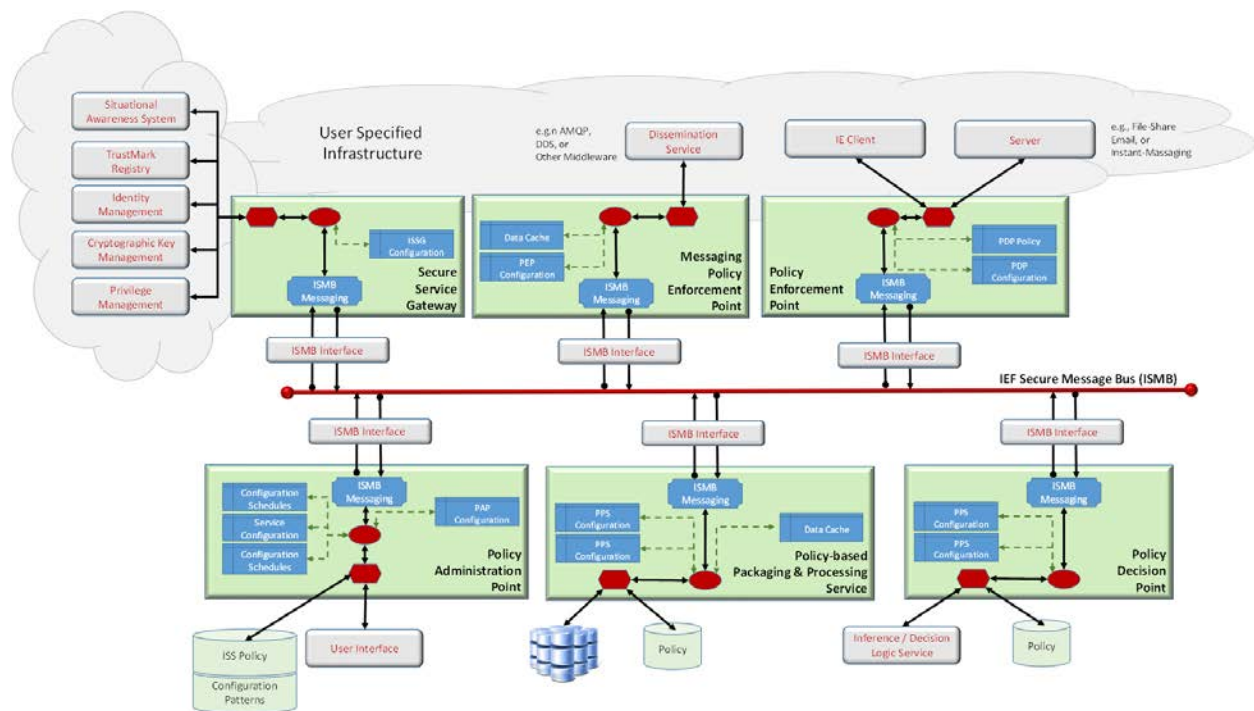 Situational
Awareness System
TrustMark
Registry
Identity
Management
Cryptographic Key
Management
Privilege
Management
User Specified
Infrastructure
e.g.n AMQP,
DDS, or
Other Middleware
Dissemination
Service
IE Client
Server
e.g., File-Share
Email, or
Instant-Massaging
ISSG
Configuration
ISMB
Messaging
Secure
Service
Gateway
Data Cache
PEP
Configuration
ISMB
Messaging
Messaging
Policy
Enforcement
Point
Policy
Enforcement
Point
PDP Policy
PDP
Configuration
ISMB
Messaging
ISMB Interface
ISMB Interface
ISMB Interface
IEF Secure Message Bus (ISMB)
ISMB Interface
ISMB Interface
ISMB Interface
Configuration
Schedules
Service
Configuration
Configuration
Schedules
ISMB
Messaging
PAP
Configuration
Policy
Administration
Point
PPS
Configuration
PPS
Configuration
ISMB
Messaging
Data Cache
Policy-based
Packaging & Processing
Service
PPS
Configuration
PPS
Configuration
ISMB
Messaging
Policy
Decision
Point
ISS Policy
Configuration
Patterns
User Interface
Policy
Inference / Decision
Logic Service
Policy